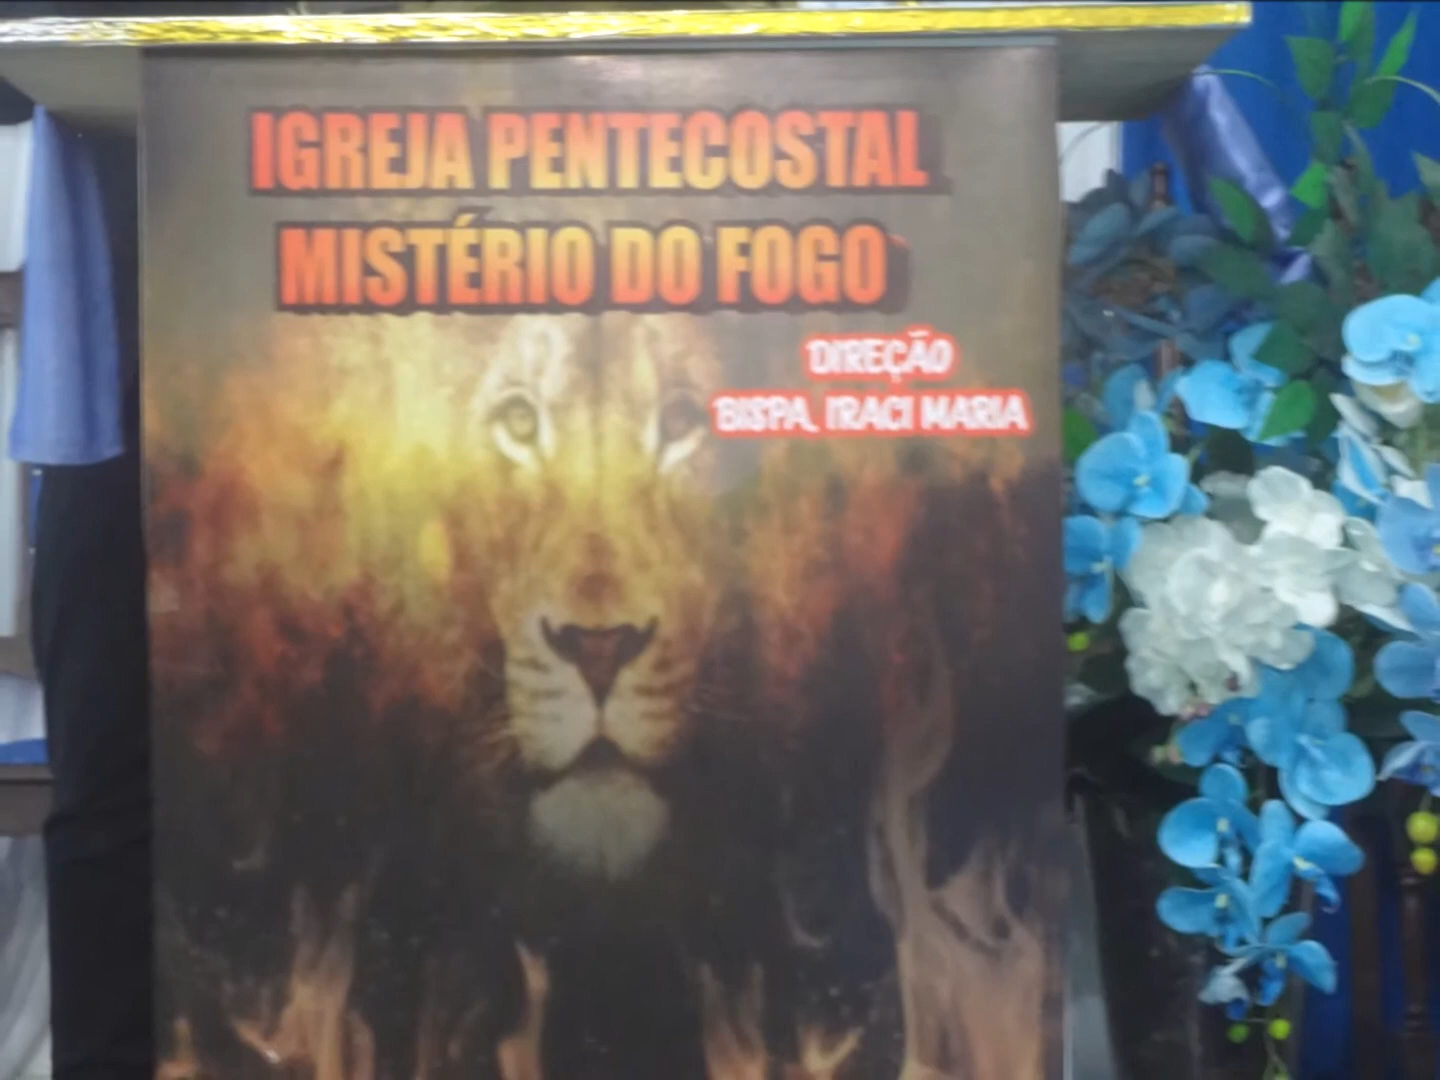 IGREJA PENTECOSTAL
MISTÉRIO DO FOGO
DIREÇÃO
BISPA, IRACI MARIA